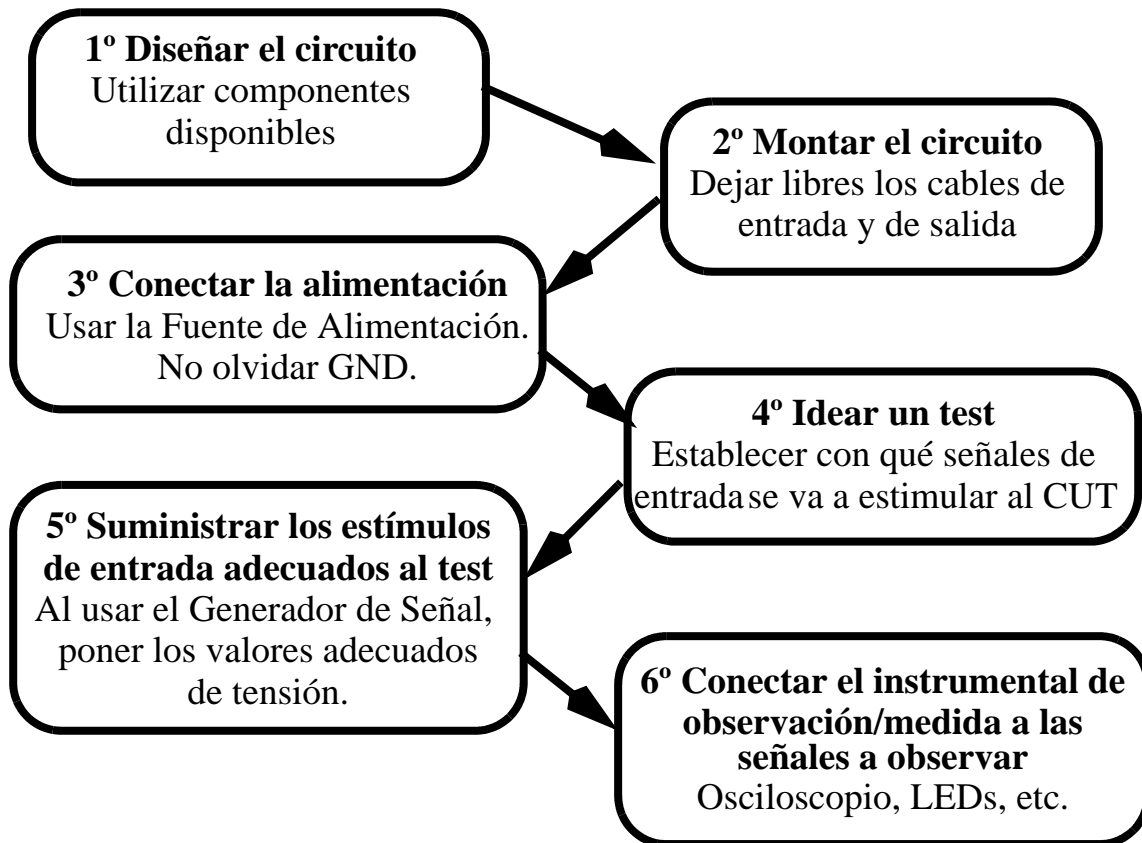 1º Diseñar el circuito
Utilizar componentes
disponibles
2º Montar el circuito
Dejar libres los cables de
entrada y de salida
3º Conectar la alimentación
Usar la Fuente de Alimentación.
No olvidar GND.
4º Idear un test
Establecer con qué señales de
entrada se va a estimular al CUT
5º Suministrar los estímulos
de entrada adecuados al test
Al usar el Generador de Señal,
poner los valores adecuados
de tensión.
6º Conectar el instrumental de
observación/medida a las
señales a observar
Osciloscopio, LEDs, etc.